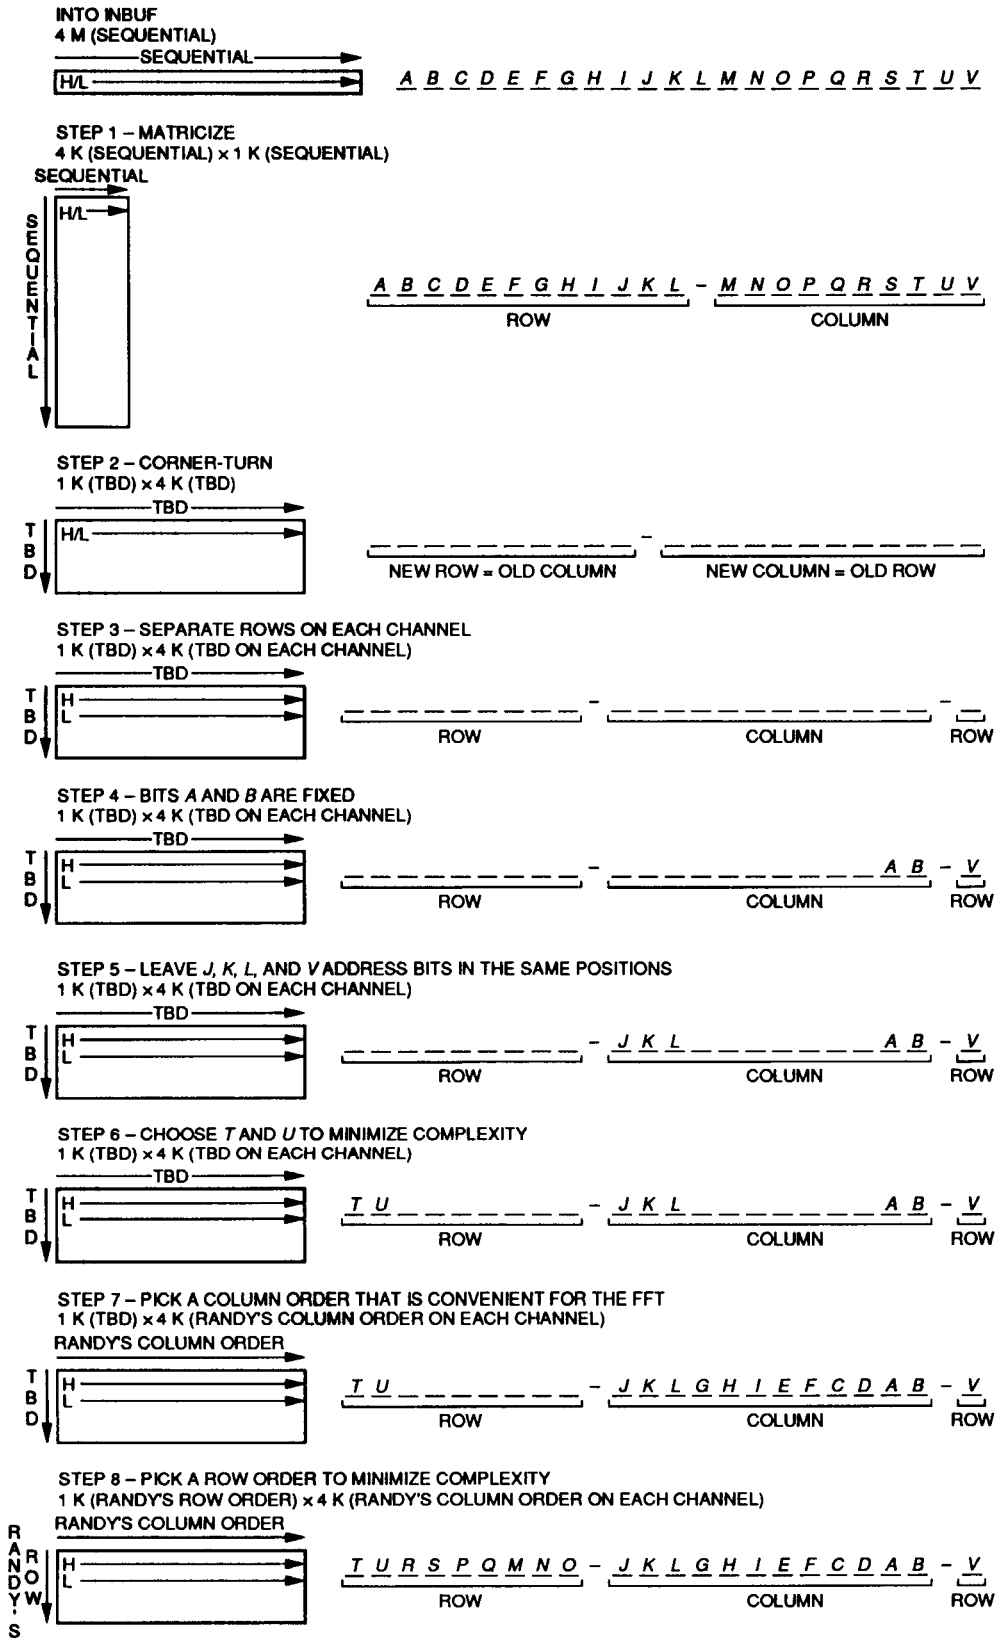 INTO INBUF
4 M (SEQUENTIAL)
SEQUENTIAL
H/L
A B C D E F G H I J K L M N O P Q R S T U V
STEP 1 – MATRICIZE
4 K (SEQUENTIAL) × 1 K (SEQUENTIAL)
SEQUENTIAL
H/L
SEQUENTIAL
A B C D E F G H I J K L – M N O P Q R S T U V
ROW COLUMN
STEP 2 – CORNER-TURN
1 K (TBD) × 4 K (TBD)
TBD
TBD
H/L
–
NEW ROW = OLD COLUMN NEW COLUMN = OLD ROW
STEP 3 – SEPARATE ROWS ON EACH CHANNEL
1 K (TBD) × 4 K (TBD ON EACH CHANNEL)
TBD
TBD
H
L
– –
ROW COLUMN ROW
STEP 4 – BITS A AND B ARE FIXED
1 K (TBD) × 4 K (TBD ON EACH CHANNEL)
TBD
TBD
H
L
– A B – V
ROW COLUMN ROW
STEP 5 – LEAVE J, K, L, AND V ADDRESS BITS IN THE SAME POSITIONS
1 K (TBD) × 4 K (TBD ON EACH CHANNEL)
TBD
TBD
H
L
– J K L A B – V
ROW COLUMN ROW
STEP 6 – CHOOSE T AND U TO MINIMIZE COMPLEXITY
1 K (TBD) × 4 K (TBD ON EACH CHANNEL)
TBD
TBD
H
L
T U – J K L A B – V
ROW COLUMN ROW
STEP 7 – PICK A COLUMN ORDER THAT IS CONVENIENT FOR THE FFT
1 K (TBD) × 4 K (RANDY'S COLUMN ORDER ON EACH CHANNEL)
RANDY'S COLUMN ORDER
TBD
H
L
T U – J K L G H I E F C D A B – V
ROW COLUMN ROW
STEP 8 – PICK A ROW ORDER TO MINIMIZE COMPLEXITY
1 K (RANDY'S ROW ORDER) × 4 K (RANDY'S COLUMN ORDER ON EACH CHANNEL)
RANDY'S COLUMN ORDER
RANDY'S
ROW
H
L
T U R S P Q M N O – J K L G H I E F C D A B – V
ROW COLUMN ROW